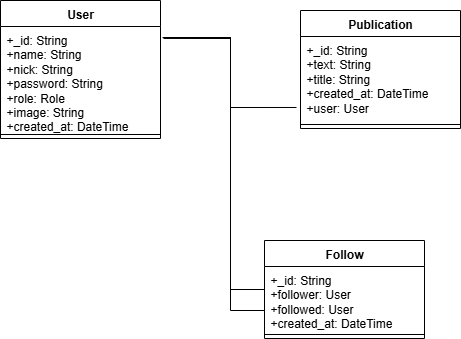 User
+_id: String
+name: String
+nick: String
+password: String
+role: Role
+image: String
+created_at: DateTime
Publication
+_id: String
+text: String
+title: String
+created_at: DateTime
+user: User
Follow
+_id: String
+follower: User
+followed: User
+created_at: DateTime